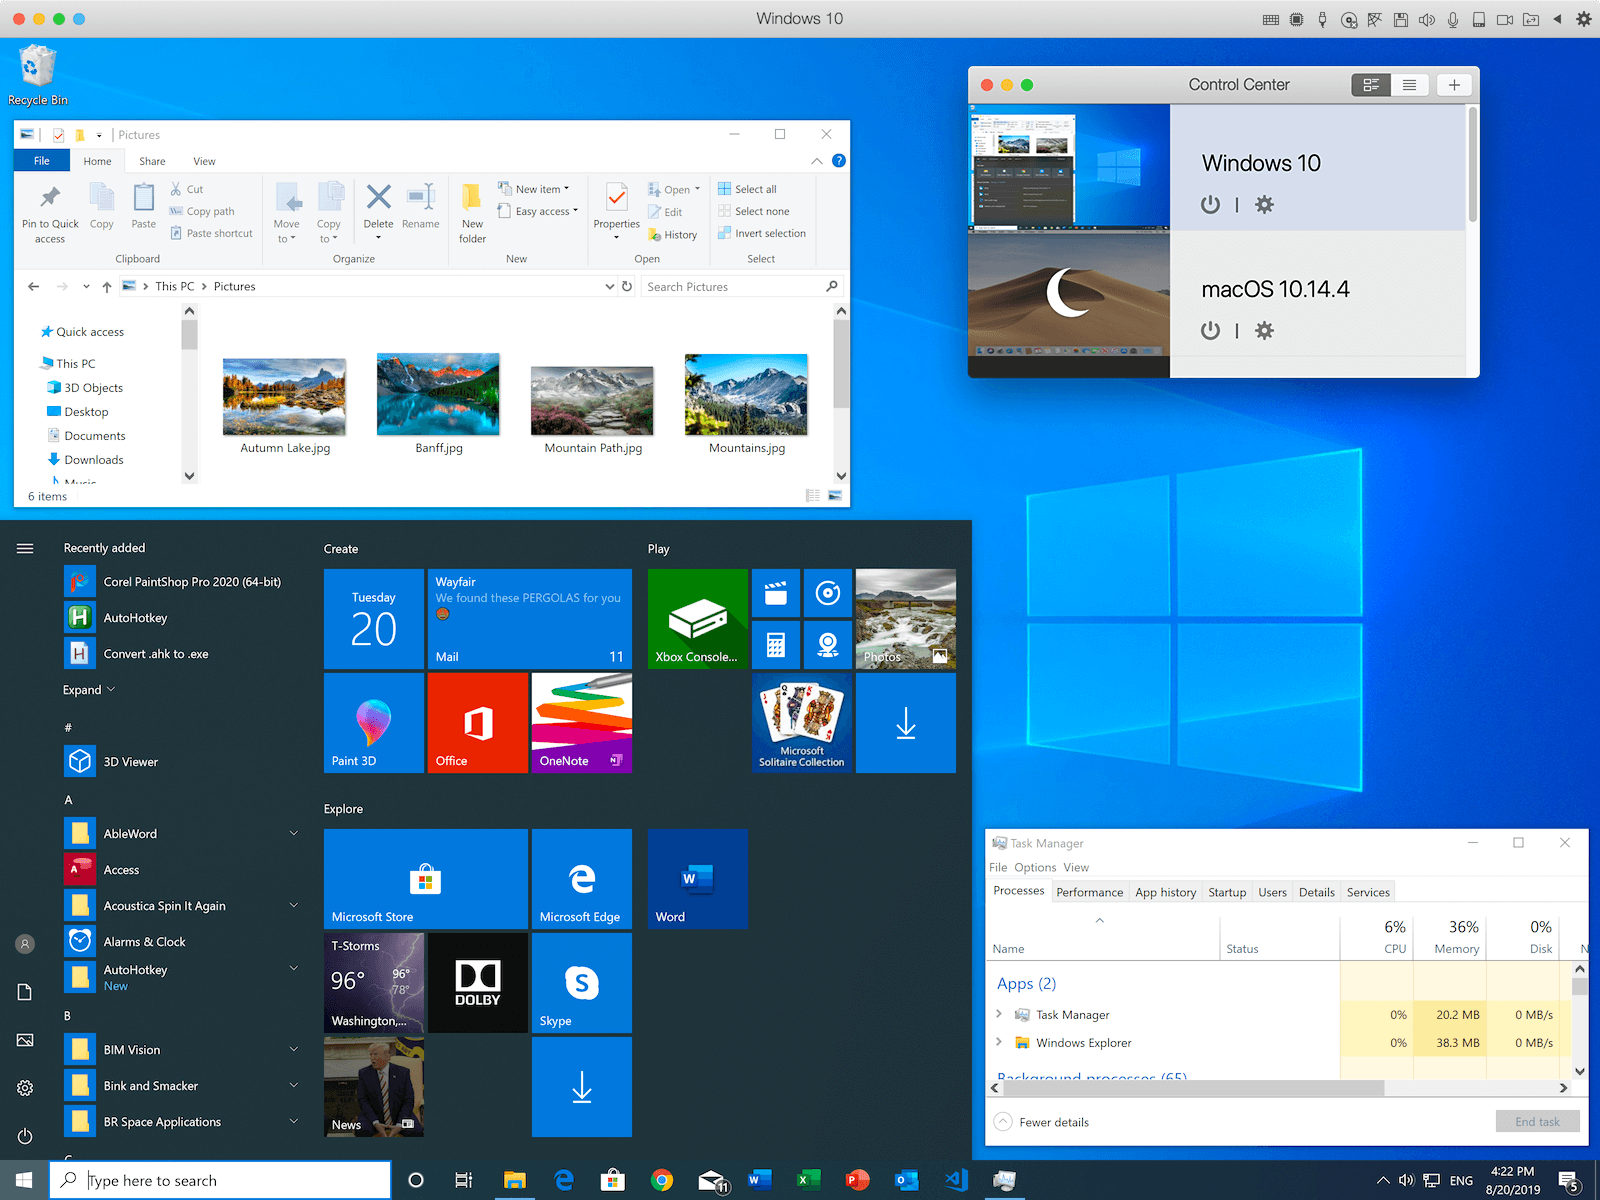 Windows 10
Recycle Bin
Pictures
File Home Share View
Pin to Quick access
Copy
Paste
Cut
Copy path
Paste shortcut
Clipboard
Move to
Copy to
Delete
Rename
Organize
New folder
New item
Easy access
New
Properties
Open
Edit
History
Open
Select all
Select none
Invert selection
Select
This PC > Pictures
Search Pictures
Quick access
This PC
3D Objects
Desktop
Documents
Downloads
Music
Autumn Lake.jpg
Banff.jpg
Mountain Path.jpg
Mountains.jpg
6 items
Control Center
Windows 10
macOS 10.14.4
Recently added
Corel PaintShop Pro 2020 (64-bit)
AutoHotkey
Convert .ahk to .exe
Expand
#
3D Viewer
A
AbleWord
Access
Acoustica Spin It Again
Alarms & Clock
AutoHotkey
New
B
BIM Vision
Bink and Smacker
BR Space Applications
Create
Tuesday
20
Wayfair
We found these PERGOLAS for you
Mail 11
Paint 3D
Office
OneNote
Play
Xbox Console...
Photos
Microsoft
Solitaire Collection
Explore
Microsoft Store
Microsoft Edge
Word
T-Storms
96° 96°
78°
Washington,...
DOLBY
Skype
News
Task Manager
File Options View
Processes Performance App history Startup Users Details Services
6% 36% 0%
Name Status CPU Memory Disk N
Apps (2)
Task Manager 0% 20.2 MB 0 MB/s
Windows Explorer 0% 38.3 MB 0 MB/s
Background processes (65)
Fewer details
End task
Type here to search
11
ENG
4:22 PM
8/20/2019
5